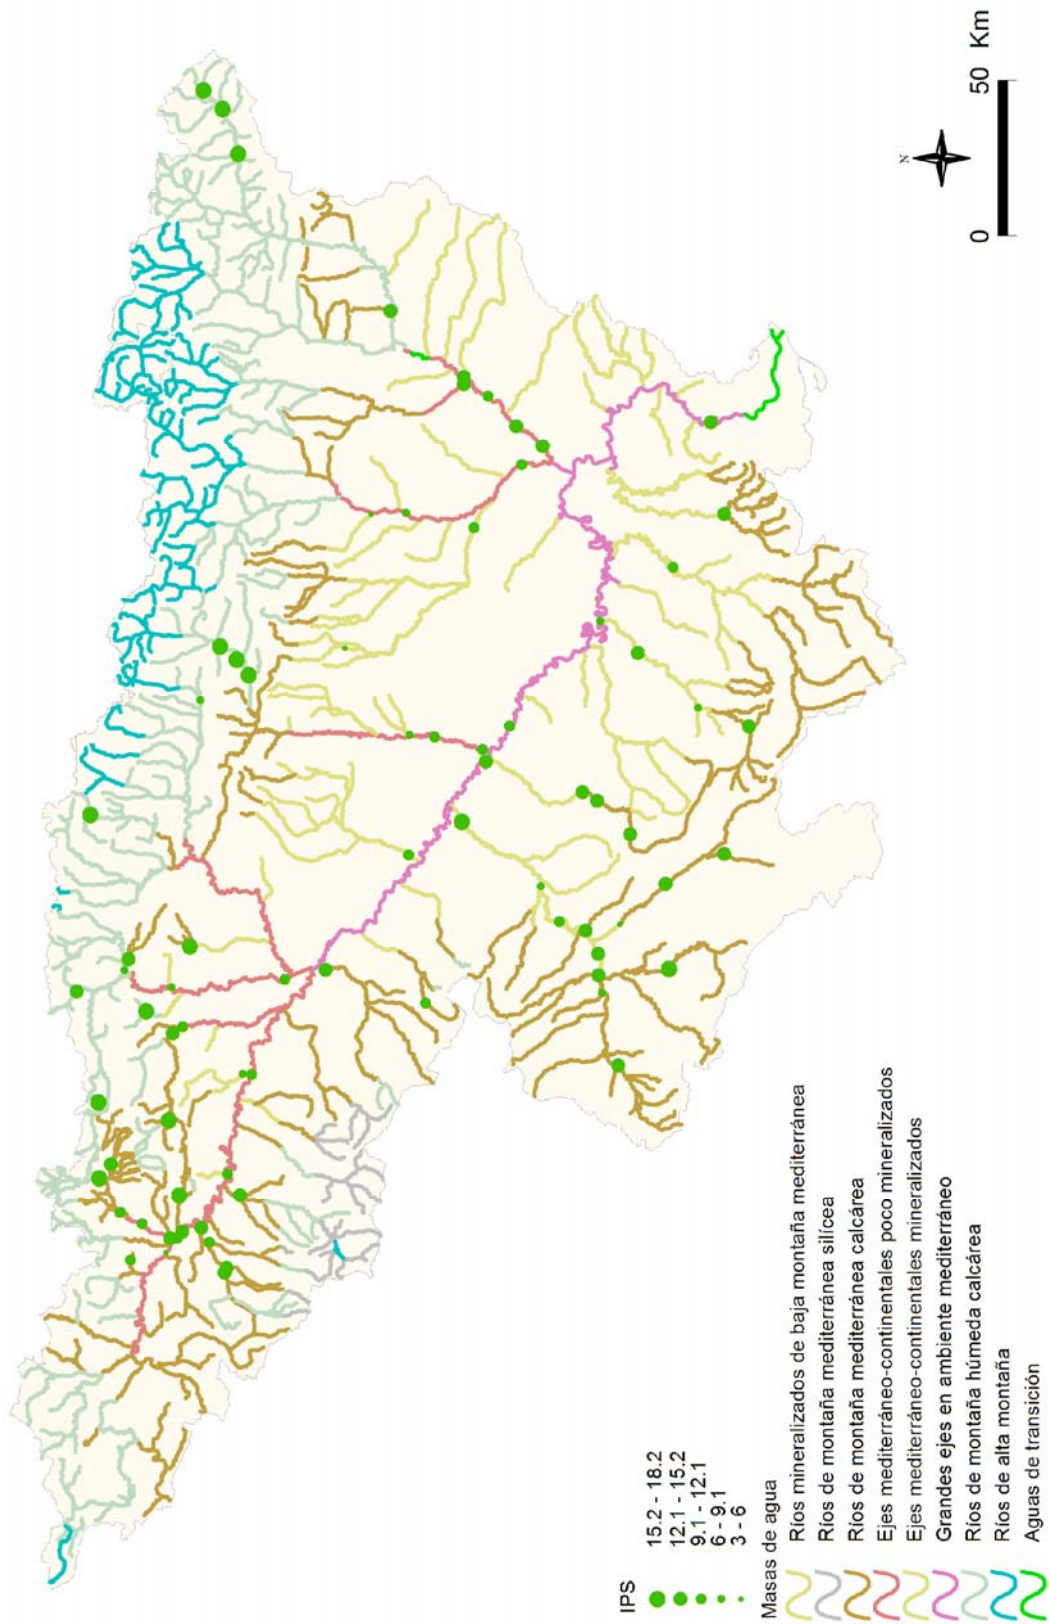 IPS
15.2 - 18.2
12.1 - 15.2
9.1 - 12.1
6 - 9.1
3 - 6
Masas de agua
Ríos mineralizados de baja montaña mediterránea
Ríos de montaña mediterránea silícea
Ríos de montaña mediterránea calcárea
Ejes mediterráneo-continentales poco mineralizados
Ejes mediterráneo-continentales mineralizados
Grandes ejes en ambiente mediterráneo
Ríos de montaña húmeda calcárea
Ríos de alta montaña
Aguas de transición
N
0 50 Km